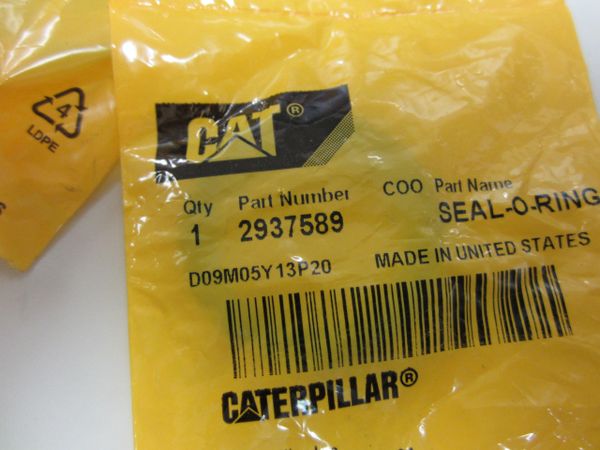 4
LDPE
CAT®
Qty Part Number COO Part Name
1 2937589 SEAL-O-RING
D09M05Y13P20 MADE IN UNITED STATES
CATERPILLAR®